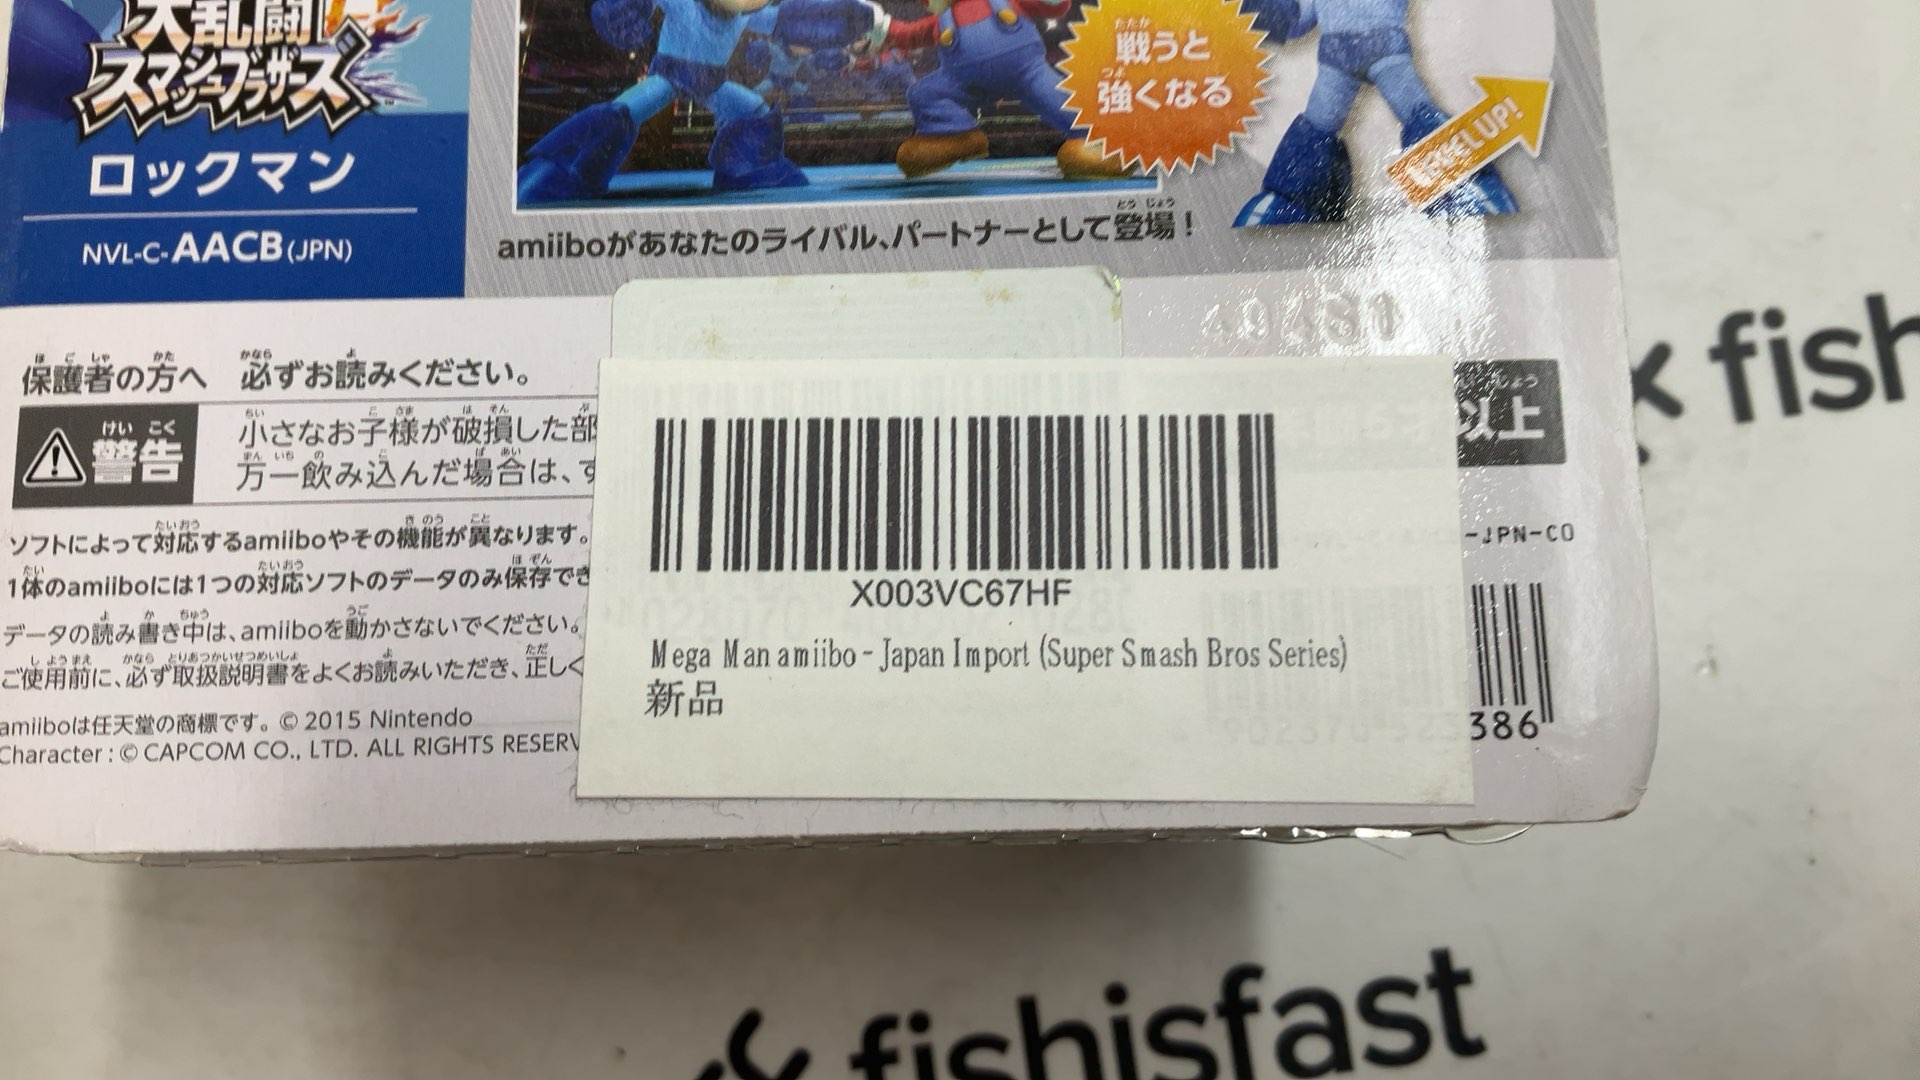 大乱闘
スマッシュブラザーズ
ロックマン
NVL-C-AACB(JPN)
戦うと
強くなる
LEVEL UP!
amiiboがあなたのライバル、パートナーとして登場!
保護者の方へ 必ずお読みください。
警告
小さなお子様が破損した部
万一飲み込んだ場合は、す
以上
ソフトによって対応するamiiboやその機能が異なります。
1体のamiiboには1つの対応ソフトのデータのみ保存でき
データの読み書き中は、amiiboを動かさないでください。
ご使用前に、必ず取扱説明書をよくお読みいただき、正しく
amiiboは任天堂の商標です。© 2015 Nintendo
Character : © CAPCOM CO., LTD. ALL RIGHTS RESERV
-JPN-C0
X003VC67HF
Mega Man amiibo - Japan Import (Super Smash Bros Series)
新品
386
fish
fishisfast